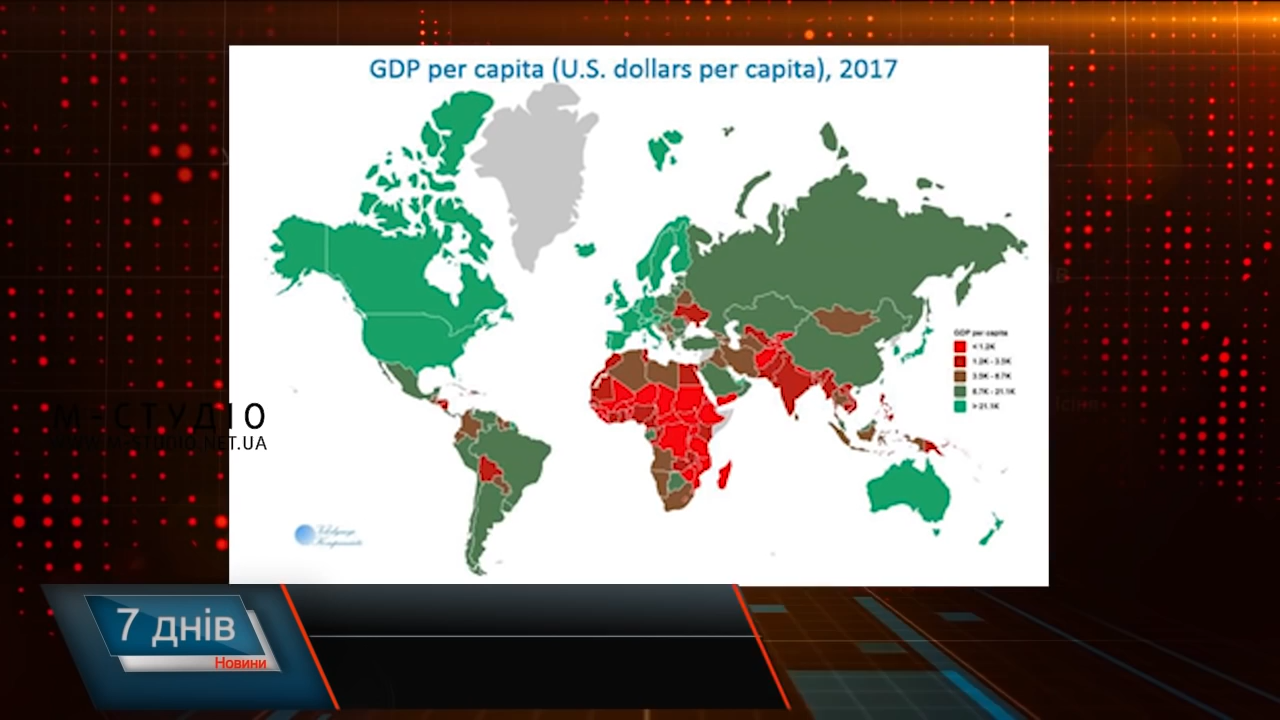 GDP per capita (U.S. dollars per capita), 2017
GDP per capita
< 1.2K
1.2K - 3.5K
3.5K - 8.7K
8.7K - 21.1K
> 21.1K
М-СТУДІО
WWW.M-STUDIO.NET.UA
7 днів
Новини